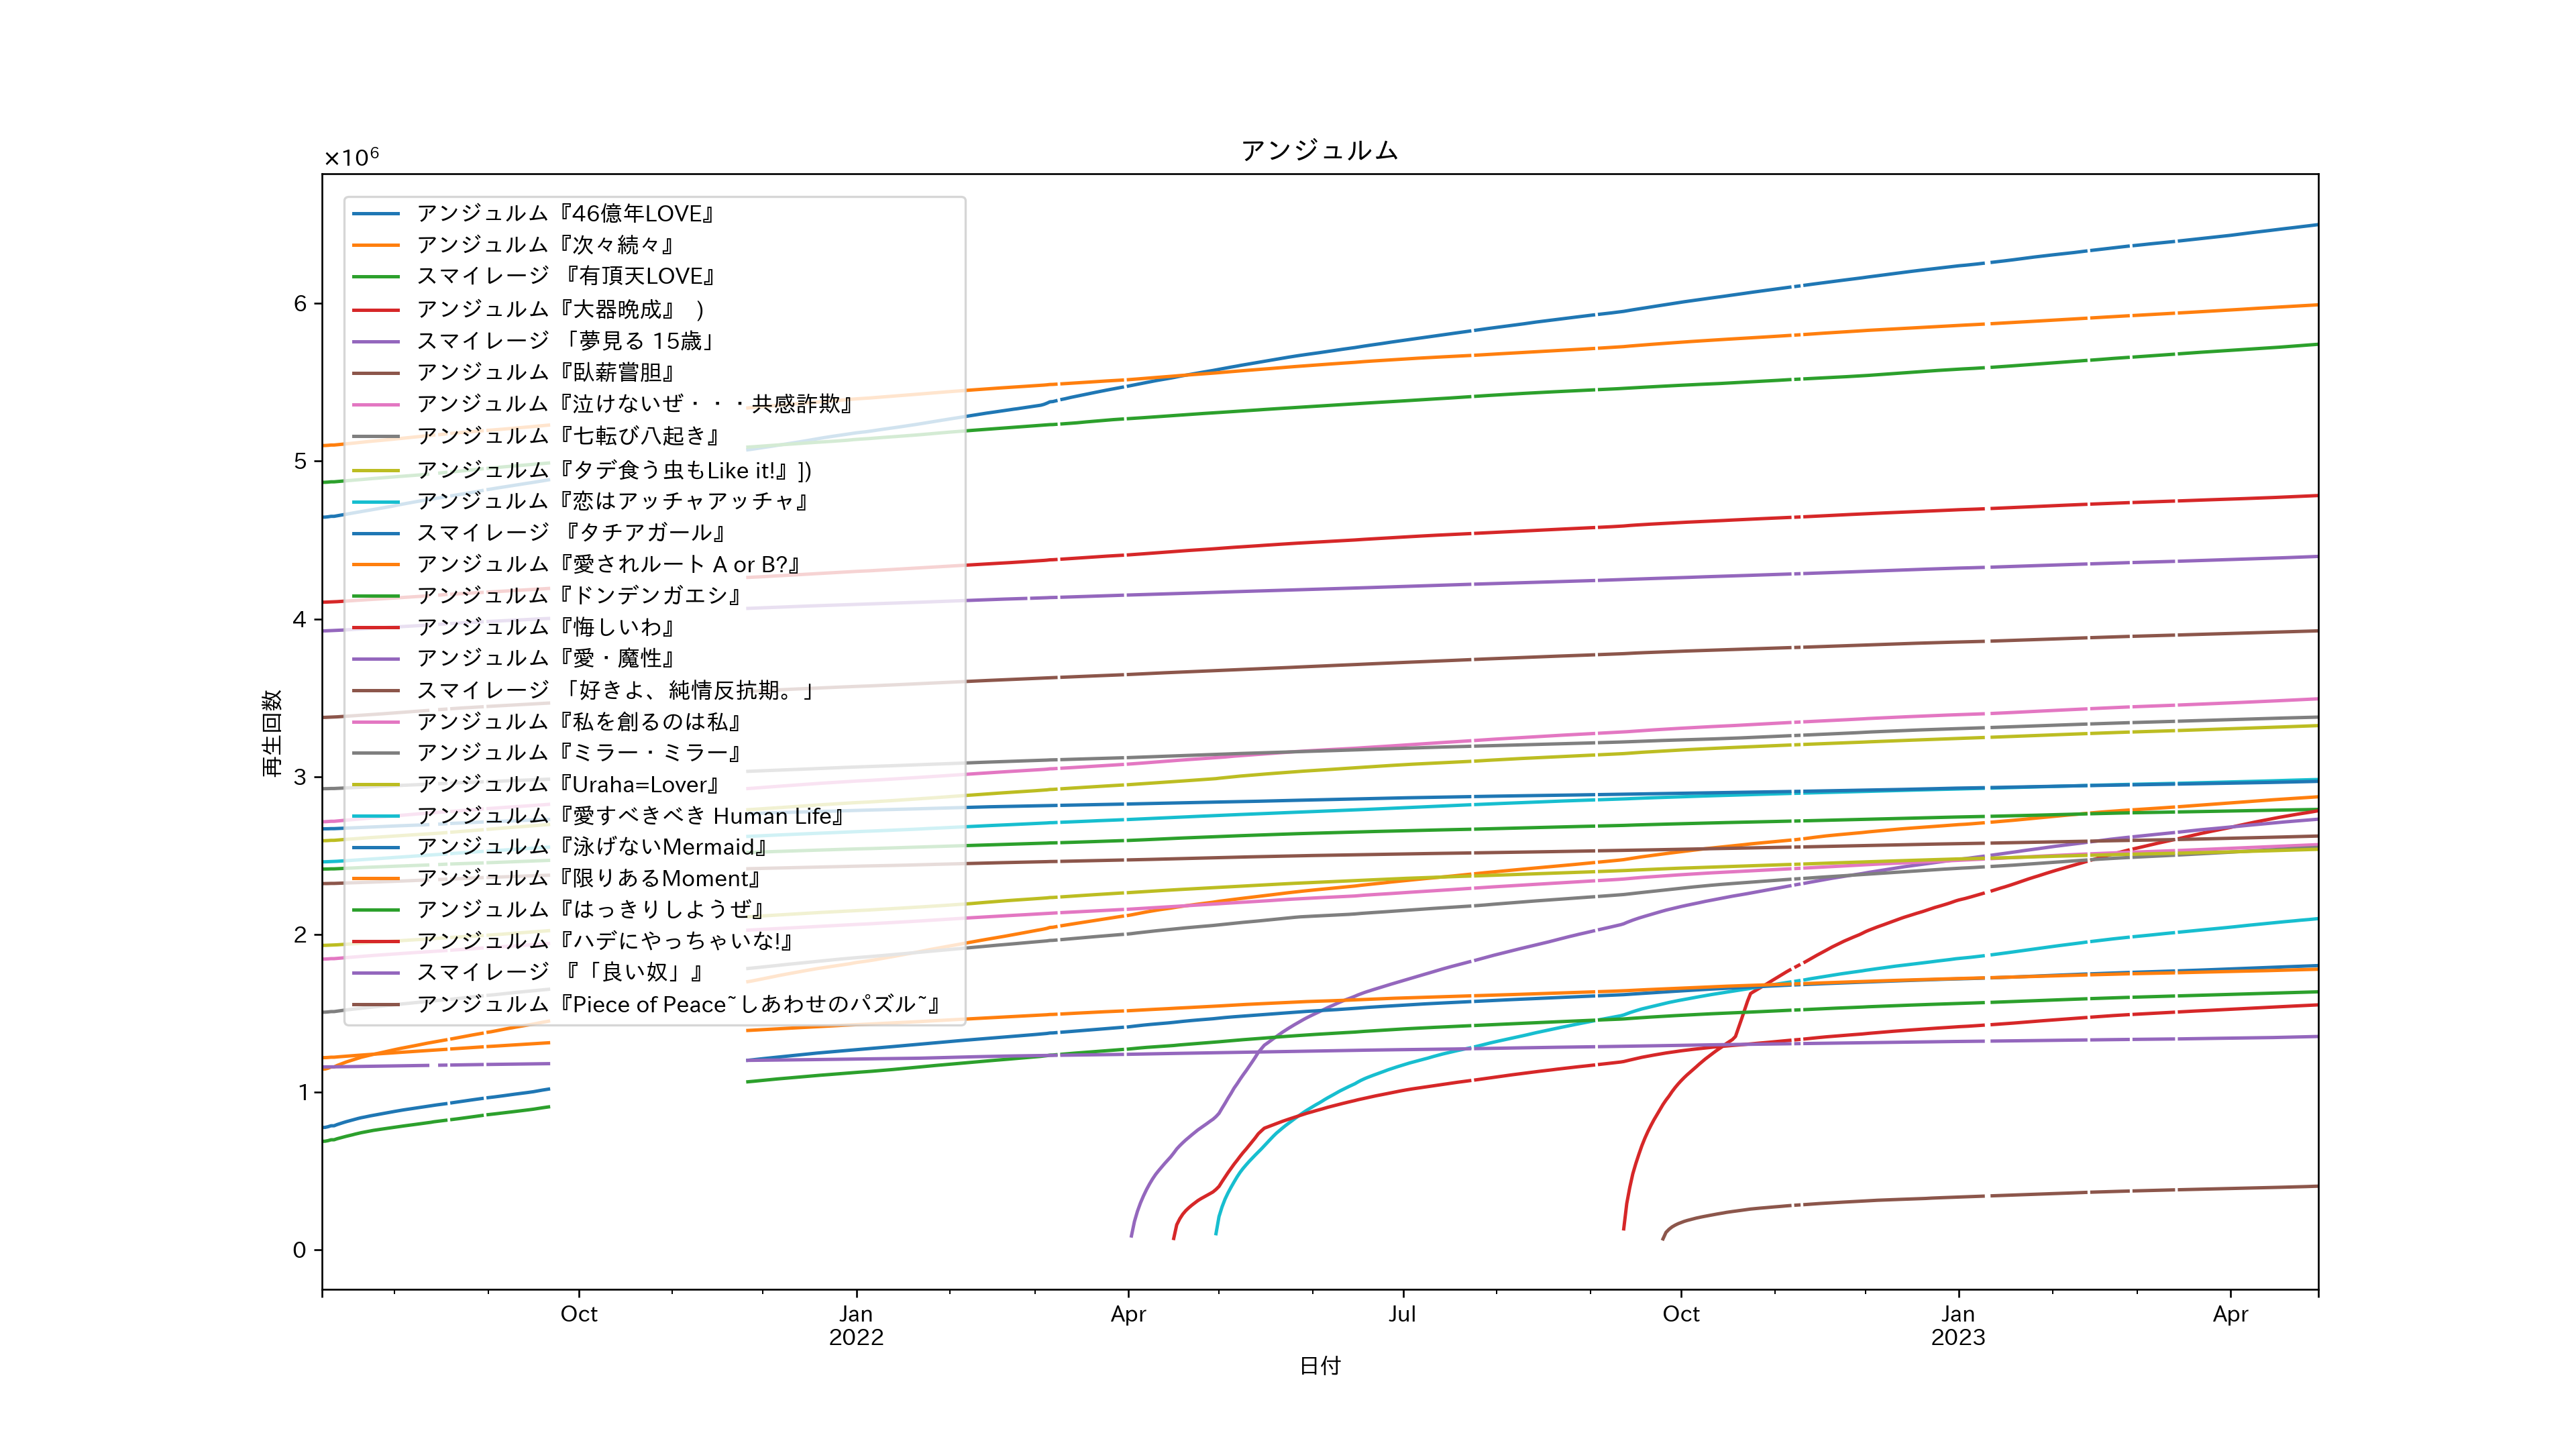 アンジュルム
×10⁶
アンジュルム『46億年LOVE』
アンジュルム『次々続々』
スマイレージ 『有頂天LOVE』
アンジュルム『大器晩成』 )
スマイレージ 「夢見る 15歳」
アンジュルム『臥薪嘗胆』
アンジュルム『泣けないぜ・・・共感詐欺』
アンジュルム『七転び八起き』
アンジュルム『タデ食う虫もLike it!』])
アンジュルム『恋はアッチャアッチャ』
スマイレージ 『タチアガール』
アンジュルム『愛されルート A or B?』
アンジュルム『ドンデンガエシ』
アンジュルム『悔しいわ』
アンジュルム『愛・魔性』
スマイレージ 「好きよ、純情反抗期。」
アンジュルム『私を創るのは私』
アンジュルム『ミラー・ミラー』
アンジュルム『Uraha=Lover』
アンジュルム『愛すべきべき Human Life』
アンジュルム『泳げないMermaid』
アンジュルム『限りあるMoment』
アンジュルム『はっきりしようぜ』
アンジュルム『ハデにやっちゃいな!』
スマイレージ 『「良い奴」』
アンジュルム『Piece of Peace~しあわせのパズル~』
6
5
4
3
2
1
0
再生回数
Oct
Jan
2022
Apr
Jul
Oct
Jan
2023
Apr
日付